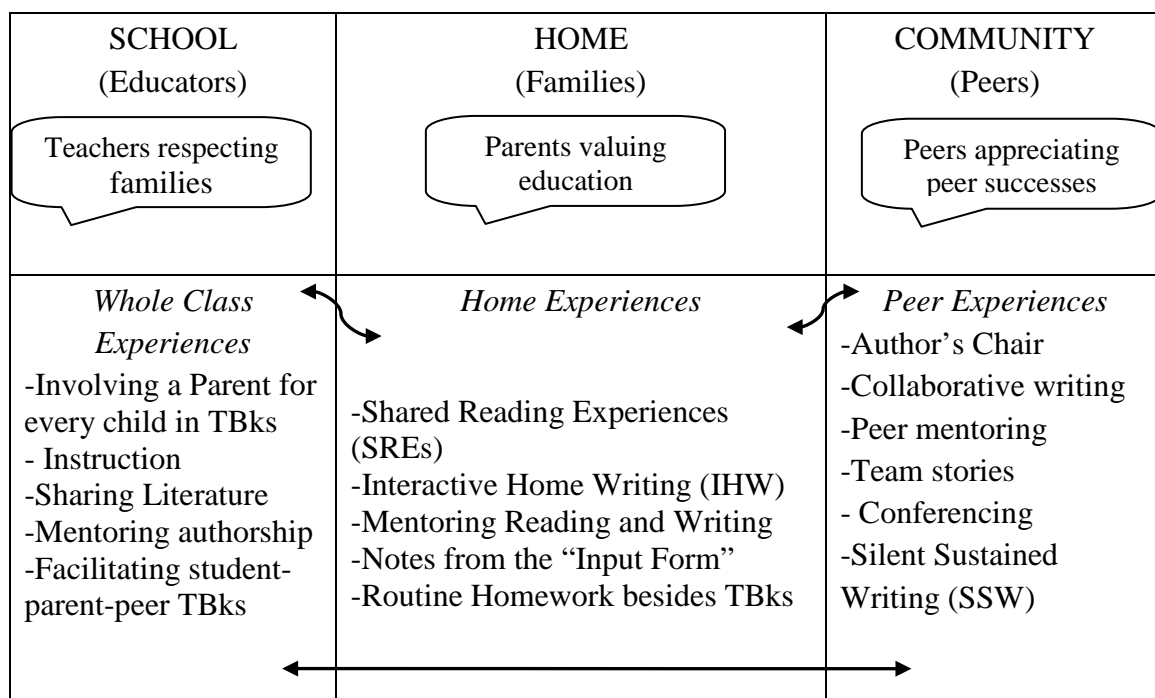 SCHOOL
(Educators)
Teachers respecting
families
HOME
(Families)
Parents valuing
education
COMMUNITY
(Peers)
Peers appreciating
peer successes
Whole Class
Experiences
-Involving a Parent for
every child in TBks
- Instruction
-Sharing Literature
-Mentoring authorship
-Facilitating student-
parent-peer TBks
Home Experiences
-Shared Reading Experiences
(SREs)
-Interactive Home Writing (IHW)
-Mentoring Reading and Writing
-Notes from the “Input Form”
-Routine Homework besides TBks
Peer Experiences
-Author’s Chair
-Collaborative writing
-Peer mentoring
-Team stories
- Conferencing
-Silent Sustained
Writing (SSW)